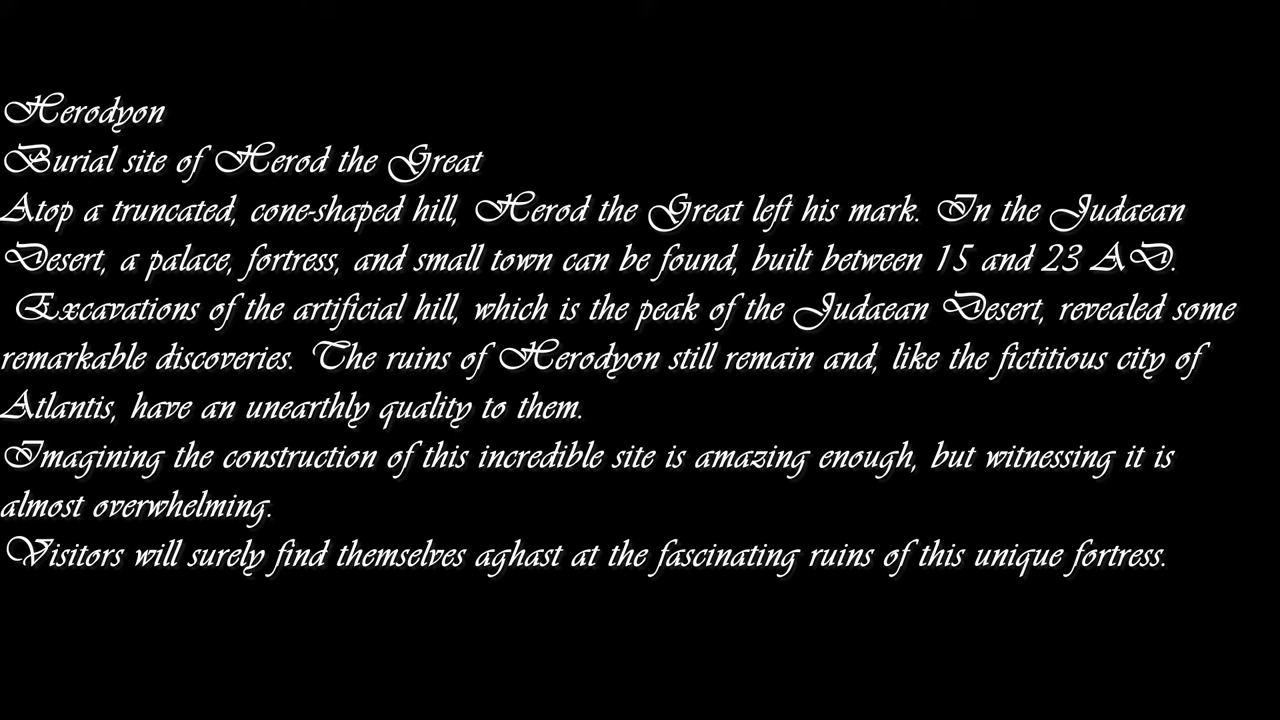 Herodyon
Burial site of Herod the Great
Atop a truncated, cone-shaped hill, Herod the Great left his mark. In the Judaean
Desert, a palace, fortress, and small town can be found, built between 15 and 23 AD.
Excavations of the artificial hill, which is the peak of the Judaean Desert, revealed some
remarkable discoveries. The ruins of Herodyon still remain and, like the fictitious city of
Atlantis, have an unearthly quality to them.
Imagining the construction of this incredible site is amazing enough, but witnessing it is
almost overwhelming.
Visitors will surely find themselves aghast at the fascinating ruins of this unique fortress.